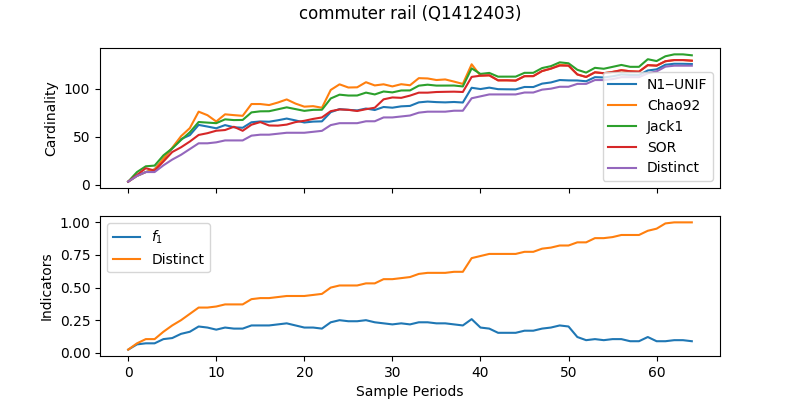 commuter rail (Q1412403)
Cardinality
100
50
0
N1−UNIF
Chao92
Jack1
SOR
Distinct
Indicators
1.00
0.75
0.50
0.25
0.00
f1
Distinct
0 10 20 30 40 50 60
Sample Periods